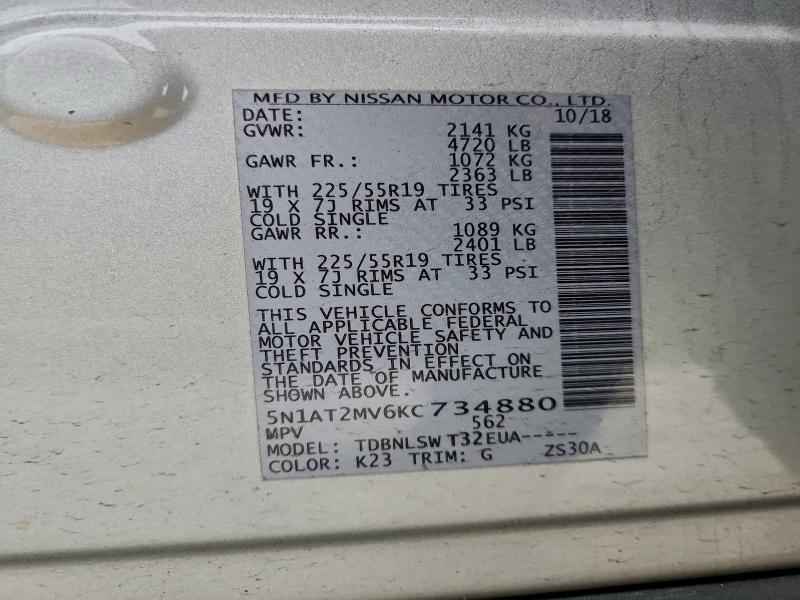 MFD BY NISSAN MOTOR CO., LTD.
DATE: 10/18
GVWR: 2141 KG
4720 LB
GAWR FR.: 1072 KG
2363 LB
WITH 225/55R19 TIRES
19 X 7J RIMS AT 33 PSI
COLD SINGLE
GAWR RR.: 1089 KG
2401 LB
WITH 225/55R19 TIRES
19 X 7J RIMS AT 33 PSI
COLD SINGLE
THIS VEHICLE CONFORMS TO
ALL APPLICABLE FEDERAL
MOTOR VEHICLE SAFETY AND
THEFT PREVENTION
STANDARDS IN EFFECT ON
THE DATE OF MANUFACTURE
SHOWN ABOVE.
5N1AT2MV6KC734880
MPV 562
MODEL: TDBNLSW T32EUA-----
COLOR: K23 TRIM: G ZS30A